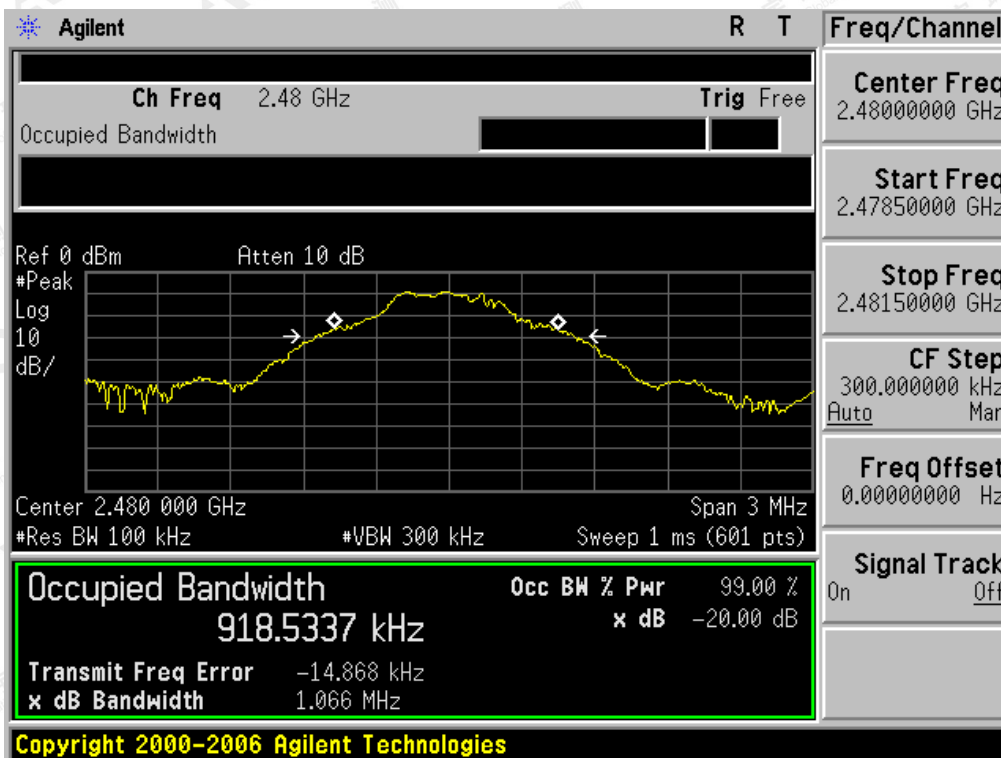 Agilent R T
Freq/Channel
Ch Freq 2.48 GHz Trig Free
Occupied Bandwidth
Center Freq
2.48000000 GHz
Start Freq
2.47850000 GHz
Stop Freq
2.48150000 GHz
CF Step
300.000000 kHz
Auto Man
Freq Offset
0.00000000 Hz
Signal Track
On Off
Ref 0 dBm Atten 10 dB
#Peak
Log
10
dB/
Center 2.480 000 GHz Span 3 MHz
#Res BW 100 kHz #VBW 300 kHz Sweep 1 ms (601 pts)
Occupied Bandwidth
918.5337 kHz
Occ BW % Pwr 99.00 %
x dB -20.00 dB
Transmit Freq Error -14.868 kHz
x dB Bandwidth 1.066 MHz
Copyright 2000-2006 Agilent Technologies